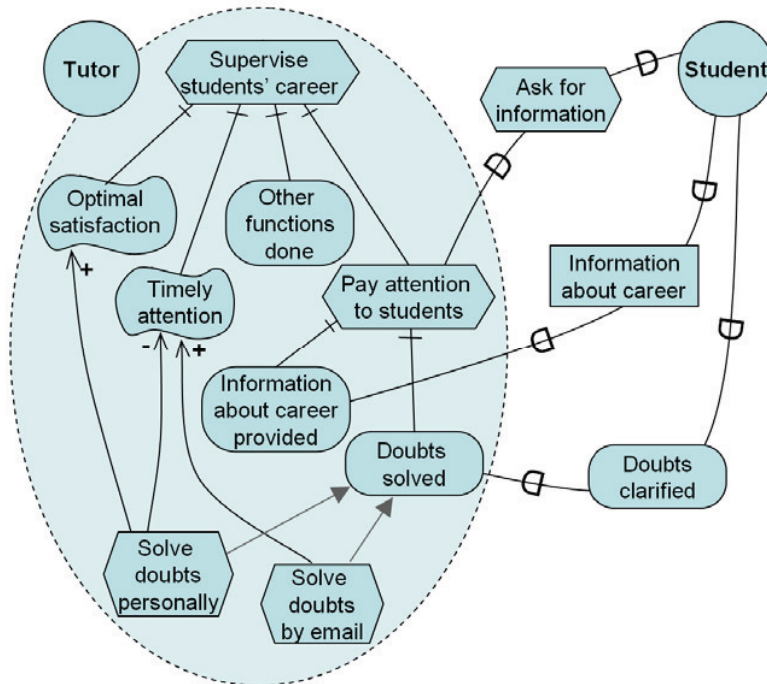 Tutor
Supervise
students' career
Ask for
information
Student
Optimal
satisfaction
Other
functions
done
Timely
attention
Pay attention
to students
Information
about career
+
-
+
Information
about career
provided
Doubts
solved
Doubts
clarified
Solve
doubts
personally
Solve
doubts
by email
D
D
D
D
D
D